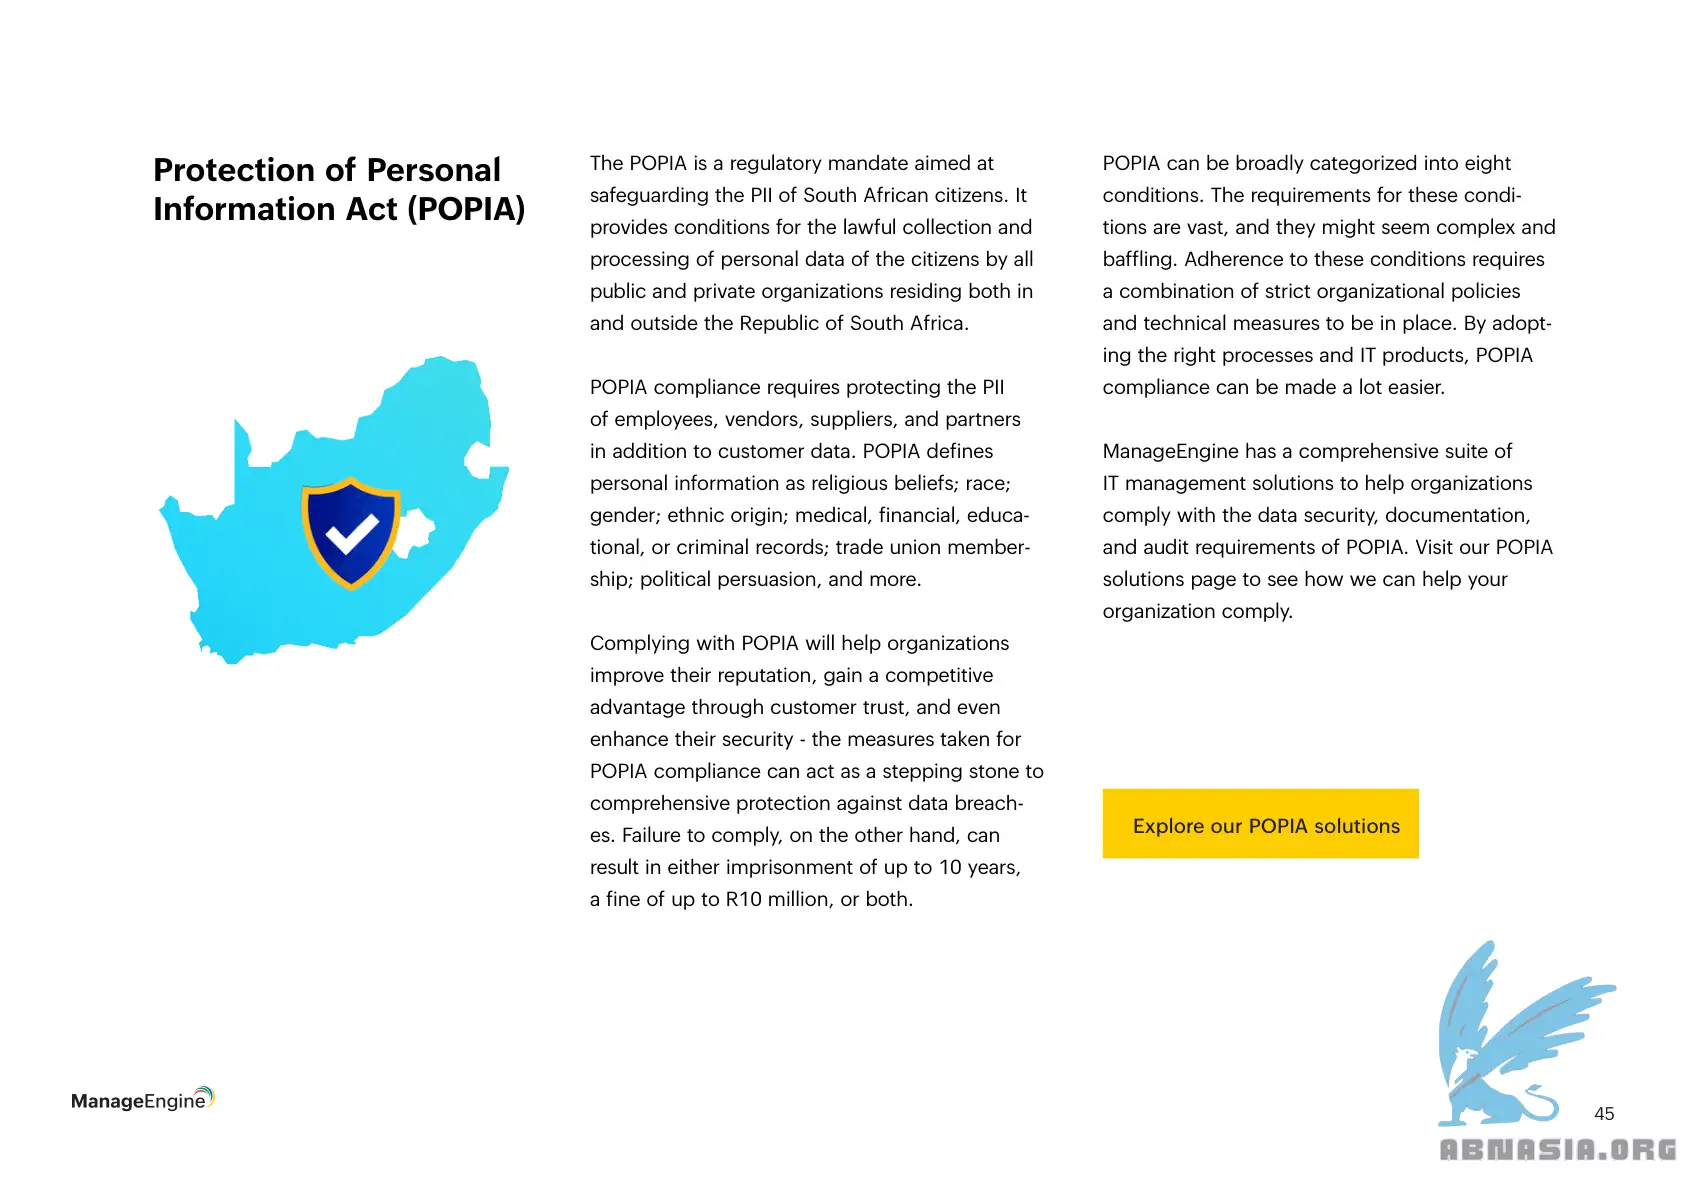 Protection of Personal
Information Act (POPIA)
The POPIA is a regulatory mandate aimed at
safeguarding the PII of South African citizens. It
provides conditions for the lawful collection and
processing of personal data of the citizens by all
public and private organizations residing both in
and outside the Republic of South Africa.
POPIA compliance requires protecting the PII
of employees, vendors, suppliers, and partners
in addition to customer data. POPIA defines
personal information as religious beliefs; race;
gender; ethnic origin; medical, financial, educa-
tional, or criminal records; trade union member-
ship; political persuasion, and more.
Complying with POPIA will help organizations
improve their reputation, gain a competitive
advantage through customer trust, and even
enhance their security - the measures taken for
POPIA compliance can act as a stepping stone to
comprehensive protection against data breach-
es. Failure to comply, on the other hand, can
result in either imprisonment of up to 10 years,
a fine of up to R10 million, or both.
POPIA can be broadly categorized into eight
conditions. The requirements for these condi-
tions are vast, and they might seem complex and
baffling. Adherence to these conditions requires
a combination of strict organizational policies
and technical measures to be in place. By adopt-
ing the right processes and IT products, POPIA
compliance can be made a lot easier.
ManageEngine has a comprehensive suite of
IT management solutions to help organizations
comply with the data security, documentation,
and audit requirements of POPIA. Visit our POPIA
solutions page to see how we can help your
organization comply.
Explore our POPIA solutions
ManageEngine
45
ABNASIA.ORG